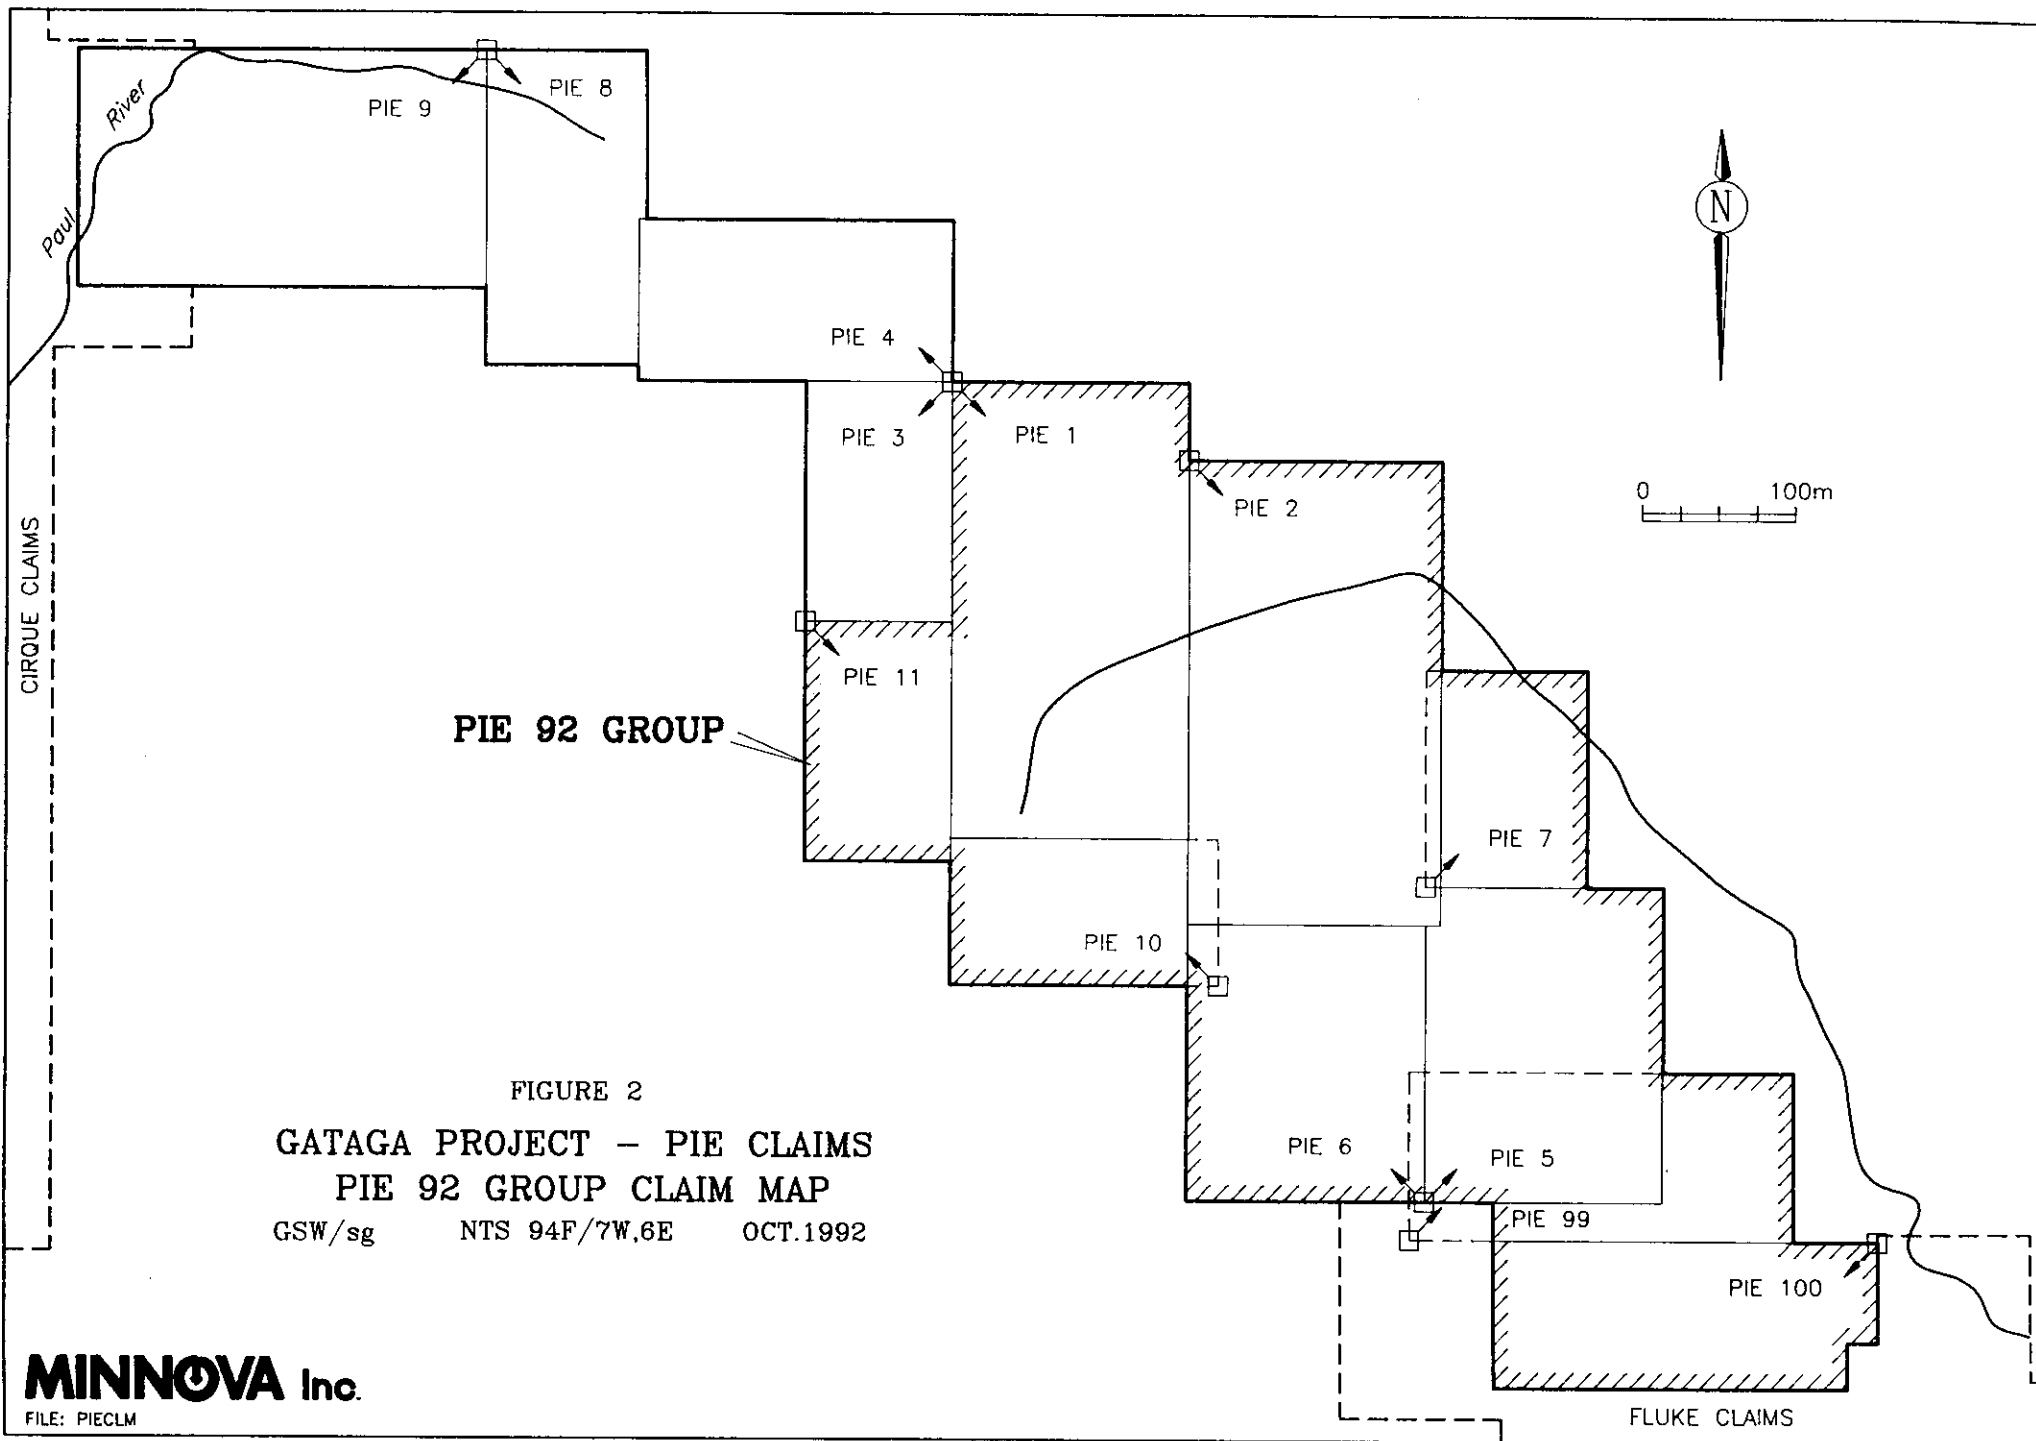 River
PIE 9
PIE 8
Paul
N
PIE 4
PIE 3
PIE 1
0 100m
PIE 2
CIRQUE CLAIMS
PIE 11
PIE 92 GROUP
PIE 7
PIE 10
FIGURE 2
GATAGA PROJECT – PIE CLAIMS
PIE 92 GROUP CLAIM MAP
GSW/sg NTS 94F/7W,6E OCT.1992
PIE 6
PIE 5
PIE 99
PIE 100
MINNOVA Inc.
FILE: PIECLM
FLUKE CLAIMS